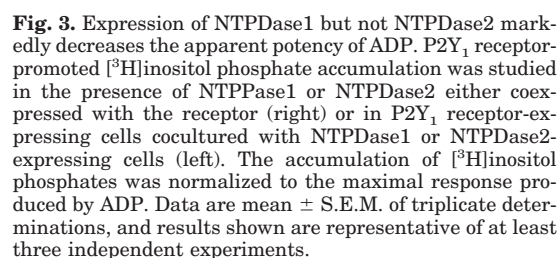 Fig. 3. Expression of NTPDase1 but not NTPDase2 mark-
edly decreases the apparent potency of ADP. P2Y₁ receptor-
promoted [³H]inositol phosphate accumulation was studied
in the presence of NTPPase1 or NTPDase2 either coex-
pressed with the receptor (right) or in P2Y₁ receptor-ex-
pressing cells cocultured with NTPDase1 or NTPDase2-
expressing cells (left). The accumulation of [³H]inositol
phosphates was normalized to the maximal response pro-
duced by ADP. Data are mean ± S.E.M. of triplicate deter-
minations, and results shown are representative of at least
three independent experiments.